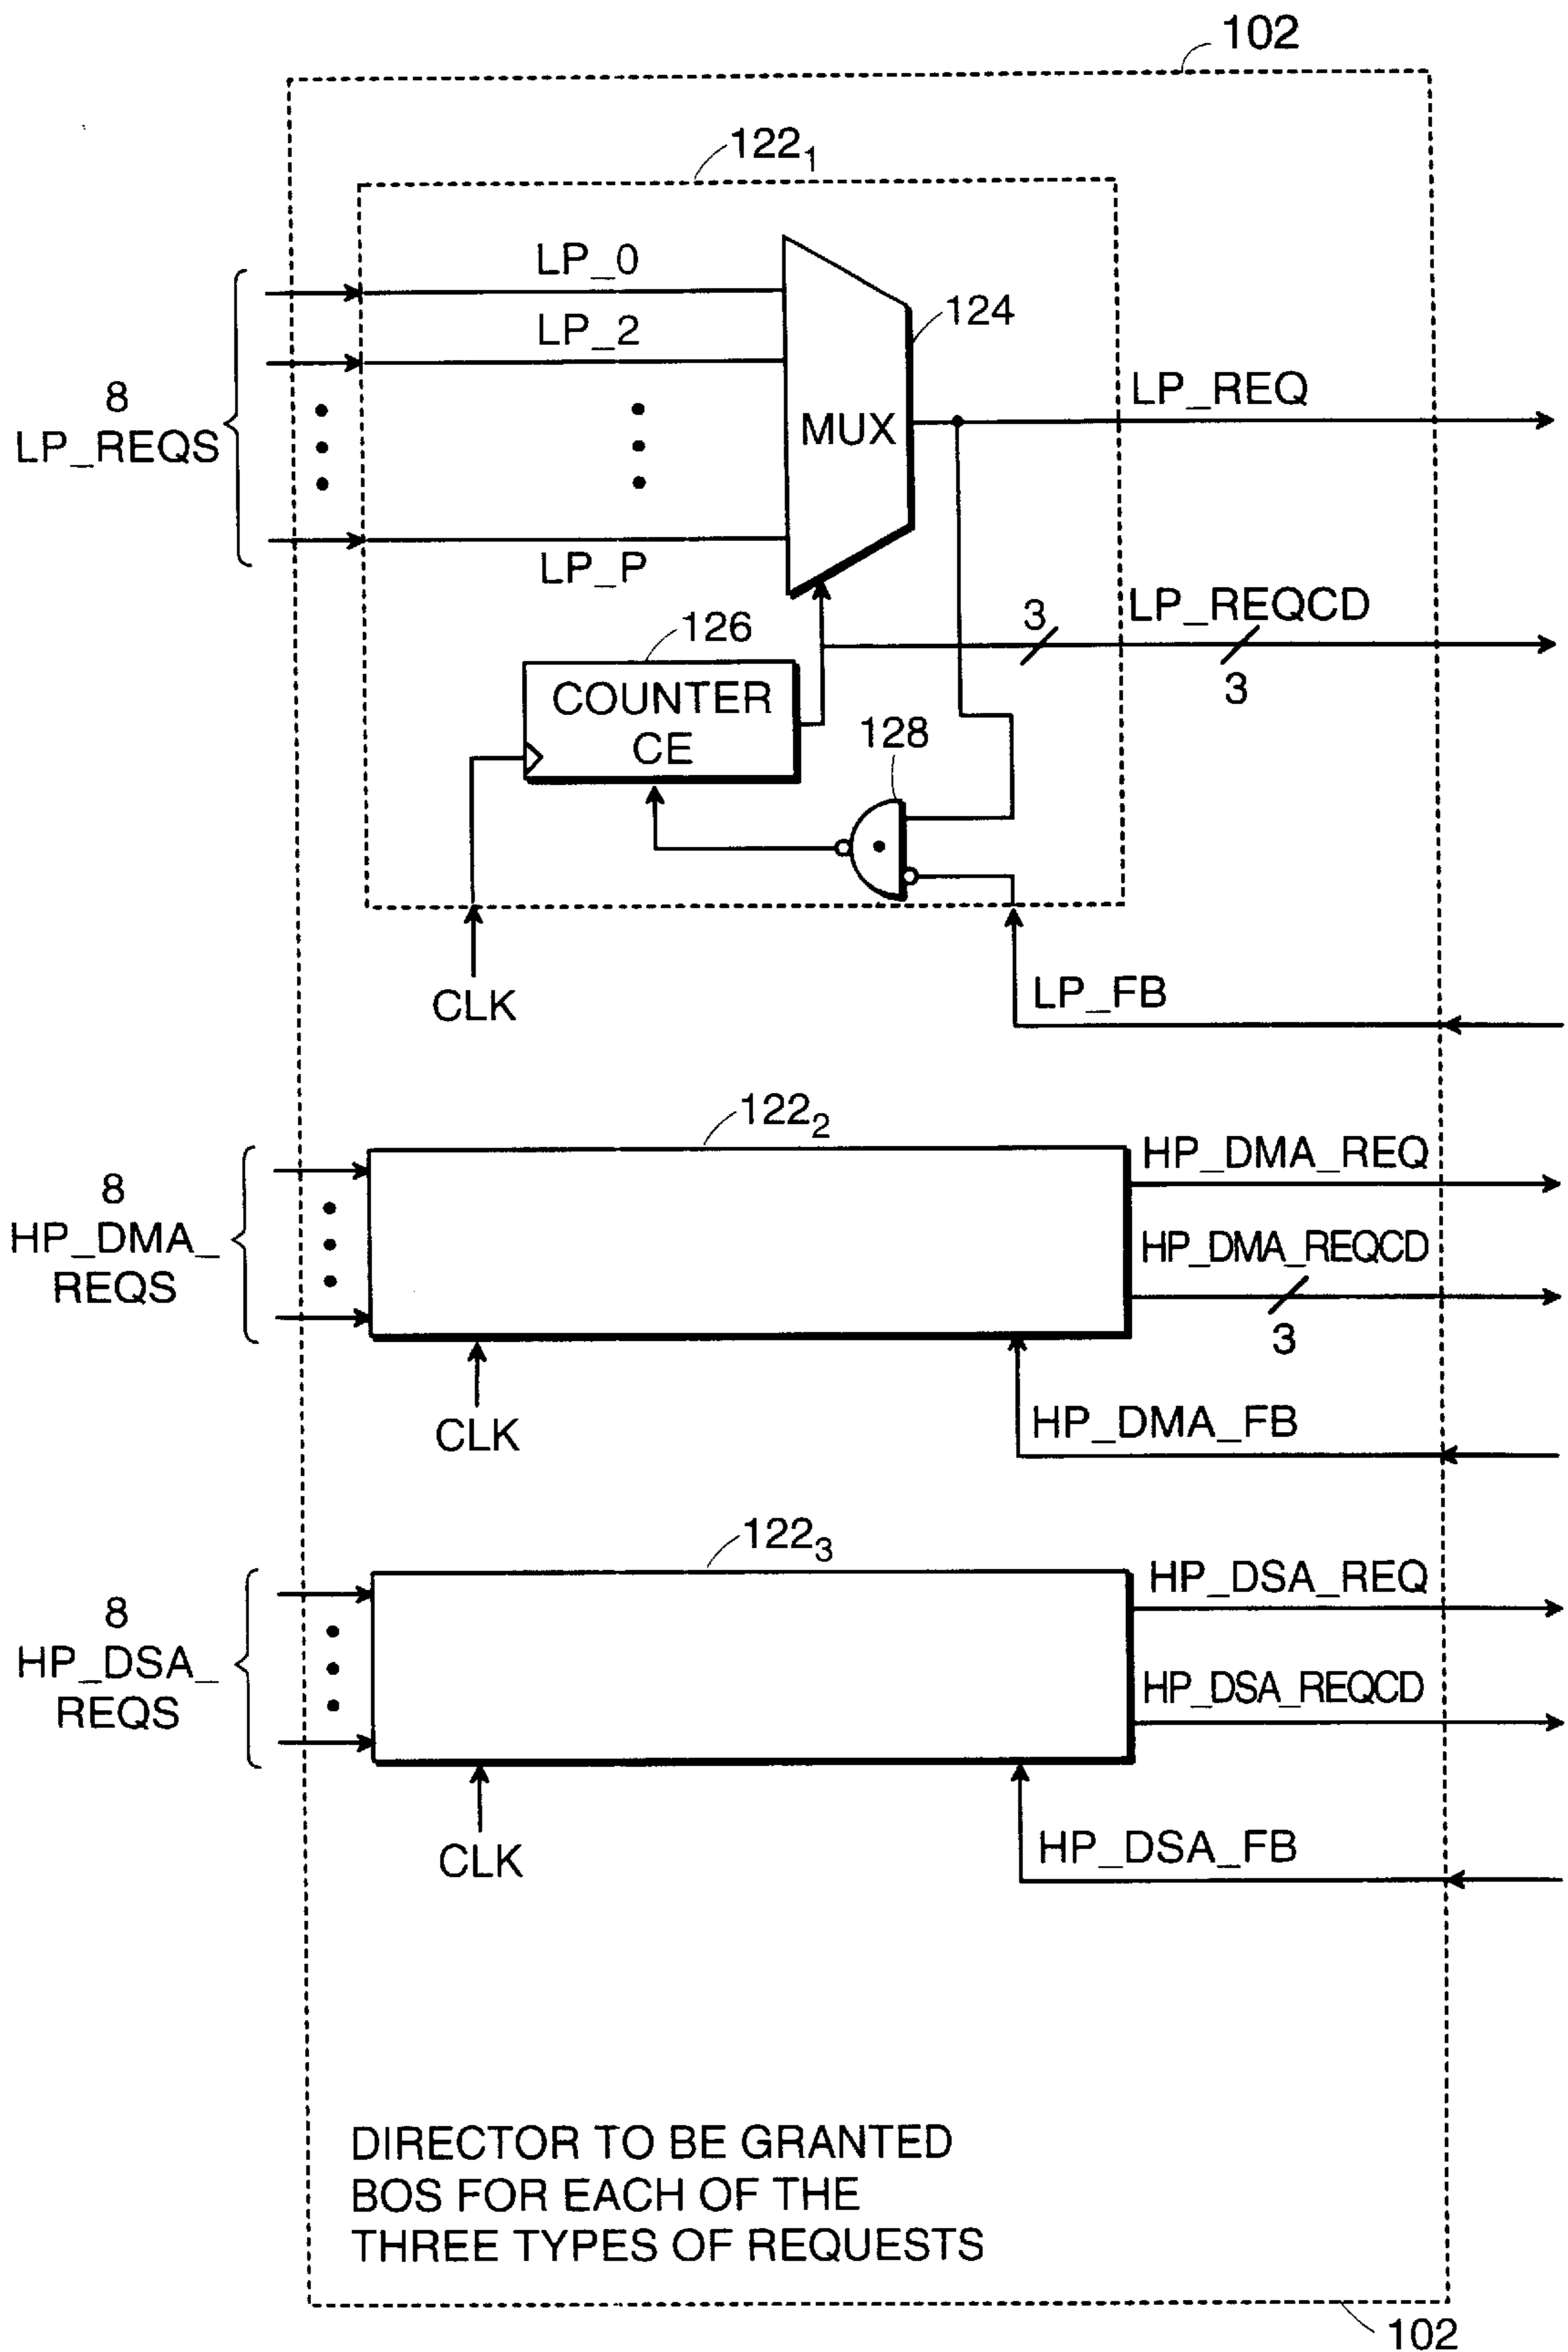 102
122₁
LP_0
LP_2
124
8
LP_REQS
MUX
LP_REQ
LP_P
3
LP_REQCD
3
126
COUNTER
CE
128
CLK
LP_FB
122₂
8
HP_DMA_
REQS
HP_DMA_REQ
HP_DMA_REQCD
3
CLK
HP_DMA_FB
122₃
8
HP_DSA_
REQS
HP_DSA_REQ
HP_DSA_REQCD
CLK
HP_DSA_FB
DIRECTOR TO BE GRANTED
BOS FOR EACH OF THE
THREE TYPES OF REQUESTS
102